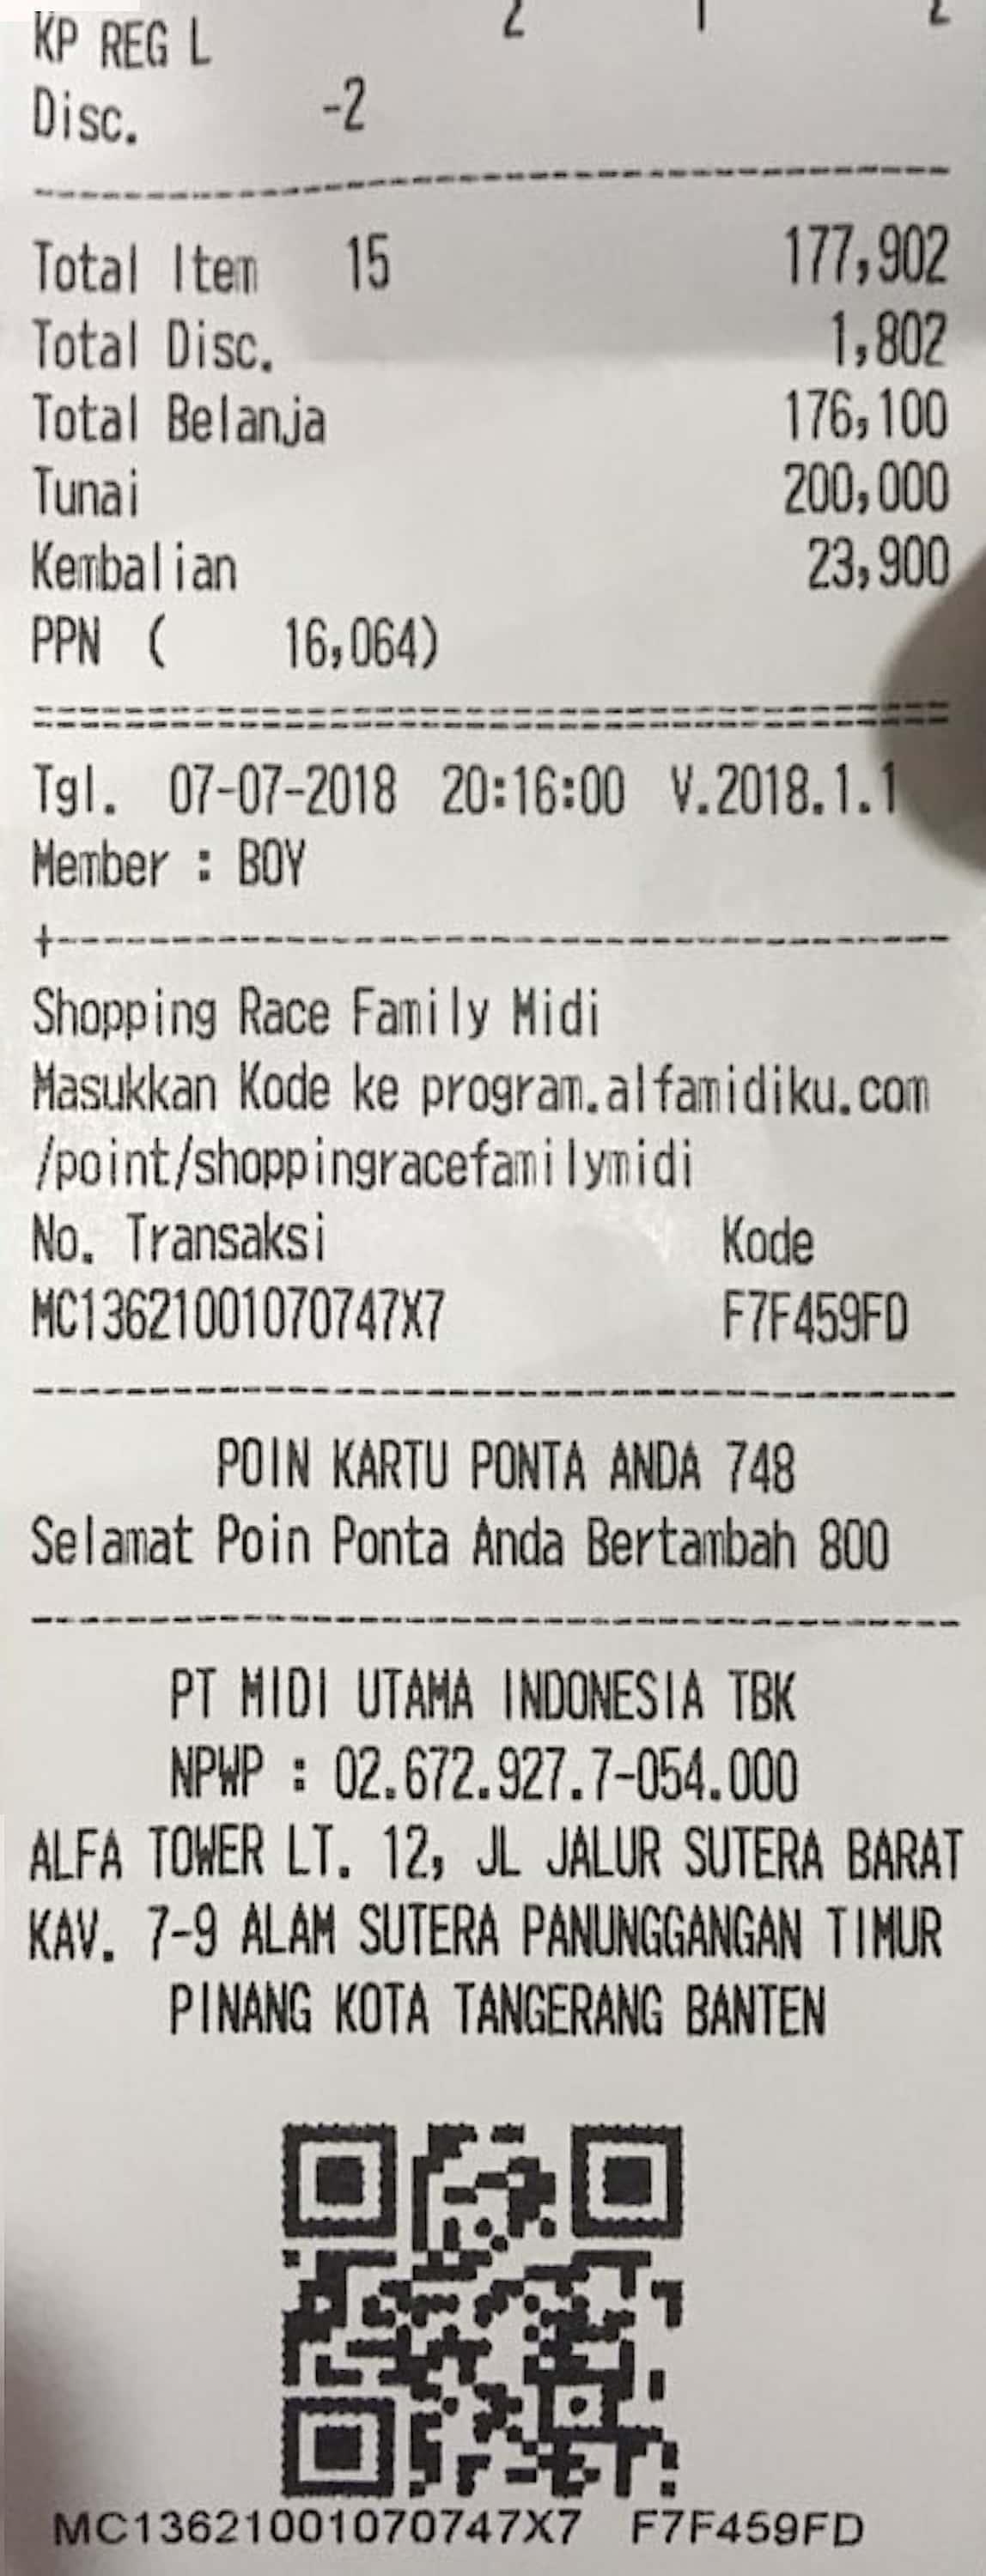 KP REG L 2 1 2
Disc. -2
Total Item 15 177,902
Total Disc. 1,802
Total Belanja 176,100
Tunai 200,000
Kembalian 23,900
PPN ( 16,064)
Tgl. 07-07-2018 20:16:00 V.2018.1.1
Member : BOY
+------------------------------------
Shopping Race Family Midi
Masukkan Kode ke program.alfamidiku.com
/point/shoppingracefamilymidi
No. Transaksi Kode
MC13621001070747X7 F7F459FD
POIN KARTU PONTA ANDA 748
Selamat Poin Ponta Anda Bertambah 800
PT MIDI UTAMA INDONESIA TBK
NPWP : 02.672.927.7-054.000
ALFA TOWER LT. 12, JL JALUR SUTERA BARAT
KAV. 7-9 ALAM SUTERA PANUNGGANGAN TIMUR
PINANG KOTA TANGERANG BANTEN
MC13621001070747X7 F7F459FD